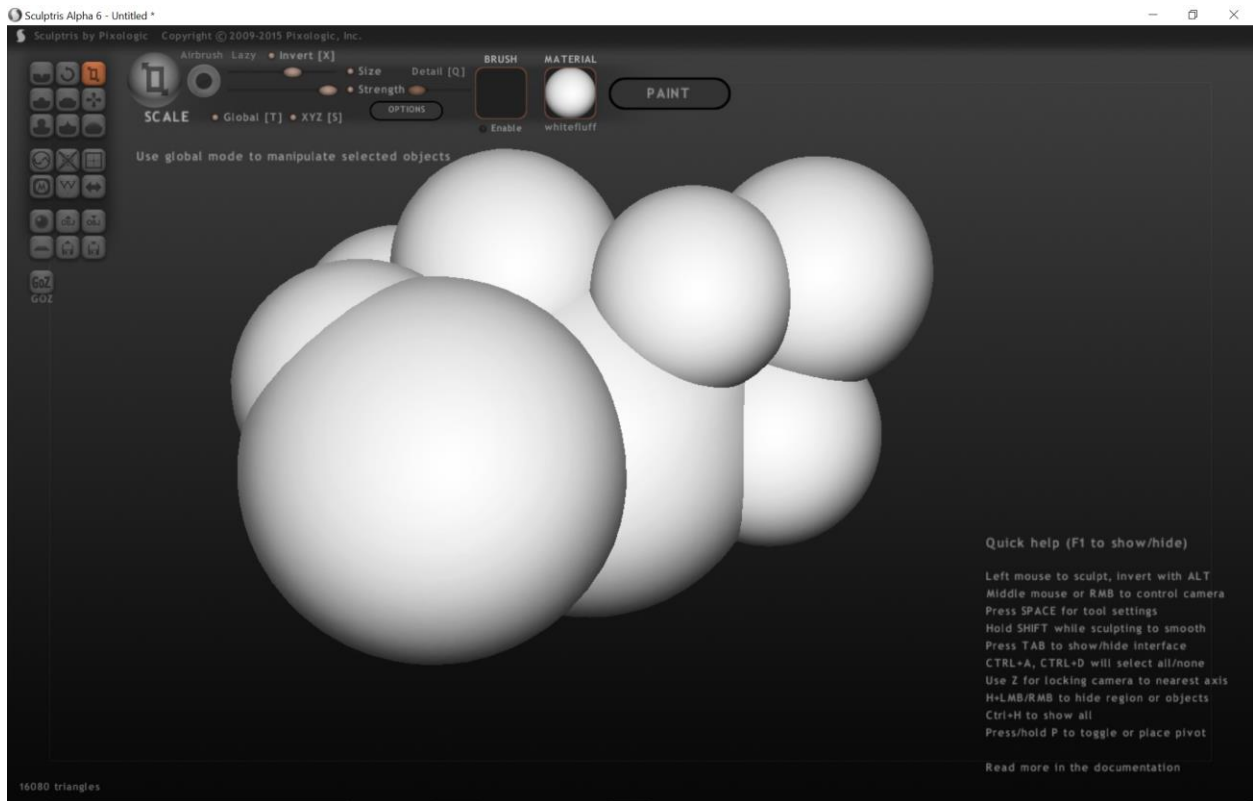 Sculptris Alpha 6 - Untitled *
Sculptris by Pixologic Copyright © 2009-2015 Pixologic, Inc.
Airbrush Lazy Invert [X]
Size Detail [Q]
Strength
OPTIONS
SCALE Global [T] XYZ [S]
BRUSH
Enable
MATERIAL
whitefluff
PAINT
Use global mode to manipulate selected objects
GoZ
GOZ
Quick help (F1 to show/hide)
Left mouse to sculpt, invert with ALT
Middle mouse or RMB to control camera
Press SPACE for tool settings
Hold SHIFT while sculpting to smooth
Press TAB to show/hide interface
CTRL+A, CTRL+D will select all/none
Use Z for locking camera to nearest axis
H+LMB/RMB to hide region or objects
Ctrl+H to show all
Press/hold P to toggle or place pivot
Read more in the documentation
16080 triangles